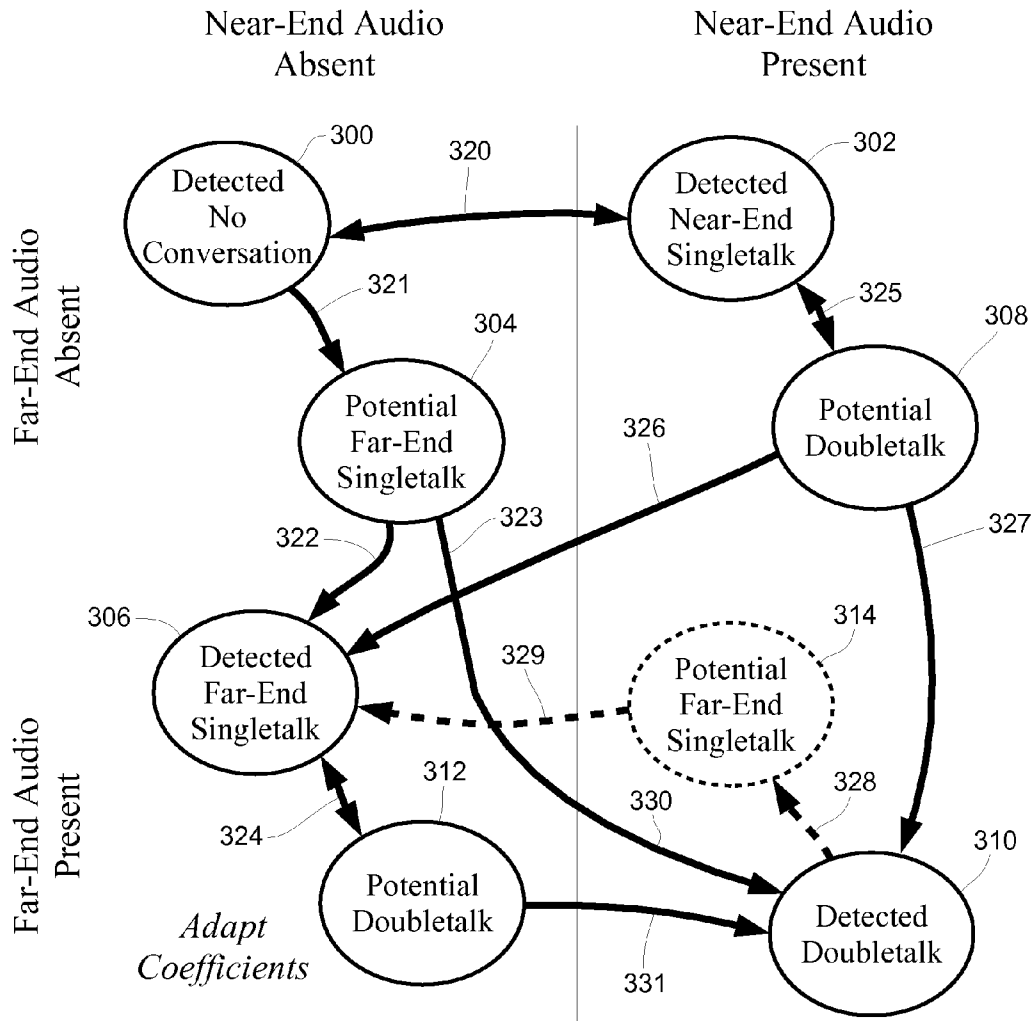 Near-End Audio
Absent
Near-End Audio
Present
Far-End Audio
Absent
Far-End Audio
Present
300
Detected
No
Conversation
320
302
Detected
Near-End
Singletalk
321
325
304
Potential
Far-End
Singletalk
308
Potential
Doubletalk
326
322
323
327
306
Detected
Far-End
Singletalk
329
314
Potential
Far-End
Singletalk
324
312
Potential
Doubletalk
330
328
310
Detected
Doubletalk
331
Adapt
Coefficients